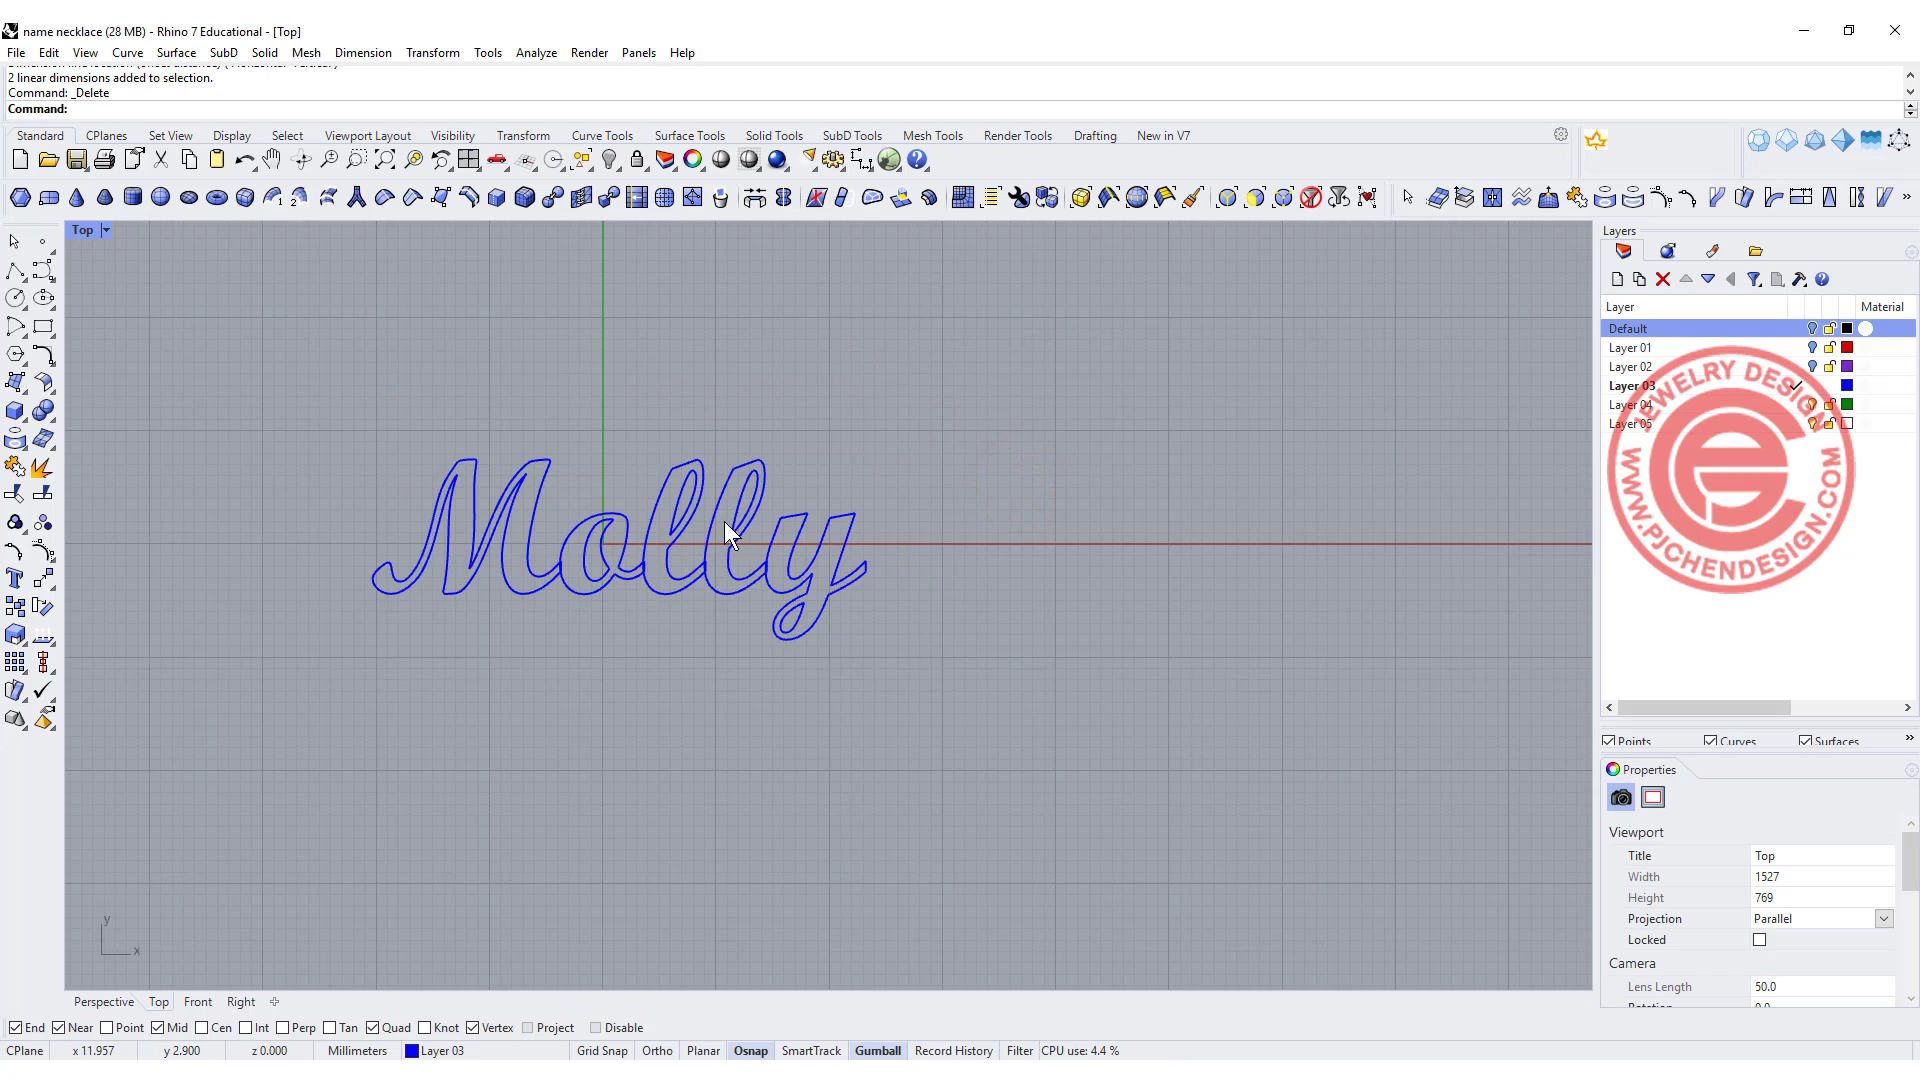 name necklace (28 MB) - Rhino 7 Educational - [Top]
File Edit View Curve Surface SubD Solid Mesh Dimension Transform Tools Analyze Render Panels Help
2 linear dimensions added to selection.
Command: _Delete
Command:
Standard CPlanes Set View Display Select Viewport Layout Visibility Transform Curve Tools Surface Tools Solid Tools SubD Tools Mesh Tools Render Tools Drafting New in V7
Top
Layers
Layer Material
Default
Layer 01
Layer 02
Layer 03
Layer 04
Layer 05
JEWELRY DESIGN
WWW.PJCHENDESIGN.COM
Molly
Points Curves Surfaces
Properties
Viewport
Title Top
Width 1527
Height 769
Projection Parallel
Locked
Camera
Lens Length 50.0
y
x
Perspective Top Front Right
End Near Point Mid Cen Int Perp Tan Quad Knot Vertex Project Disable
CPlane x 11.957 y 2.900 z 0.000 Millimeters Layer 03 Grid Snap Ortho Planar Osnap SmartTrack Gumball Record History Filter CPU use: 4.4 %